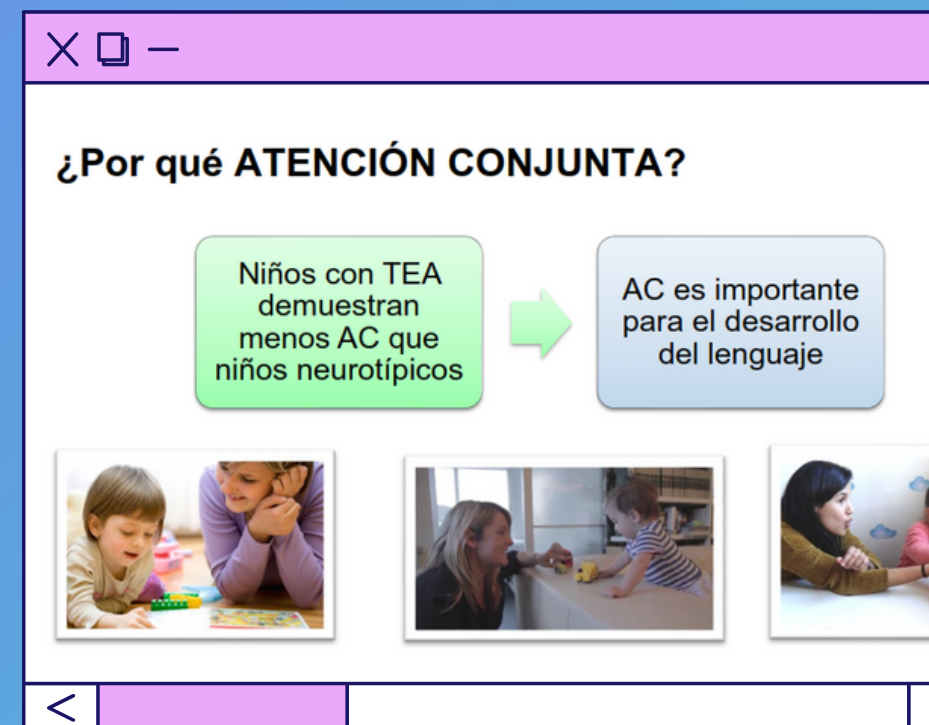 ¿Por qué ATENCIÓN CONJUNTA?
Niños con TEA
demuestran
menos AC que
niños neurotípicos
AC es importante
para el desarrollo
del lenguaje